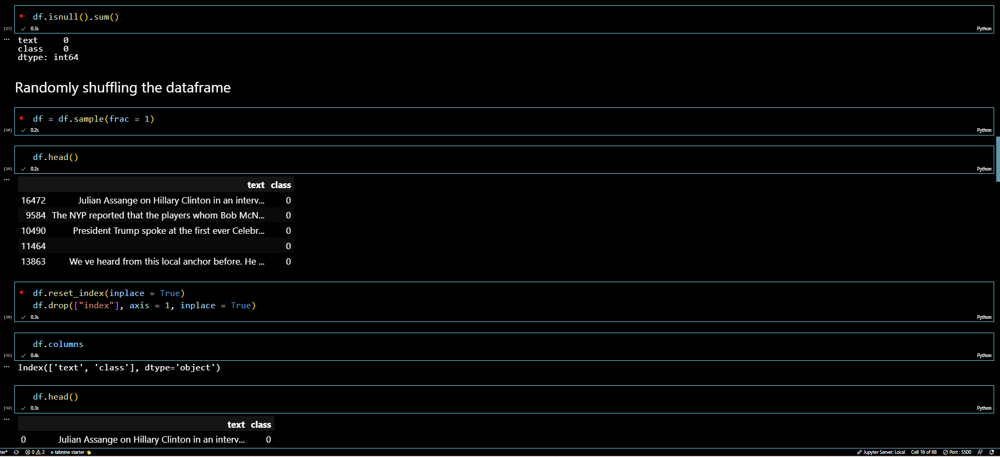 df.isnull().sum()
[27] 0.3s Python
text 0
class 0
dtype: int64
Randomly shuffling the dataframe
df = df.sample(frac = 1)
[28] 0.2s Python
df.head()
[29] 0.2s Python
text class
16472 Julian Assange on Hillary Clinton in an interv... 0
9584 The NYP reported that the players whom Bob McN... 0
10490 President Trump spoke at the first ever Celebr... 0
11464 0
13863 We ve heard from this local anchor before. He ... 0
df.reset_index(inplace = True)
df.drop(["index"], axis = 1, inplace = True)
[30] 0.3s Python
df.columns
[31] 0.4s Python
Index(['text', 'class'], dtype='object')
df.head()
[32] 0.3s Python
text class
0 Julian Assange on Hillary Clinton in an interv... 0
ter* 0 2 tabnine starter Jupyter Server: Local Cell 16 of 68 Port : 5500